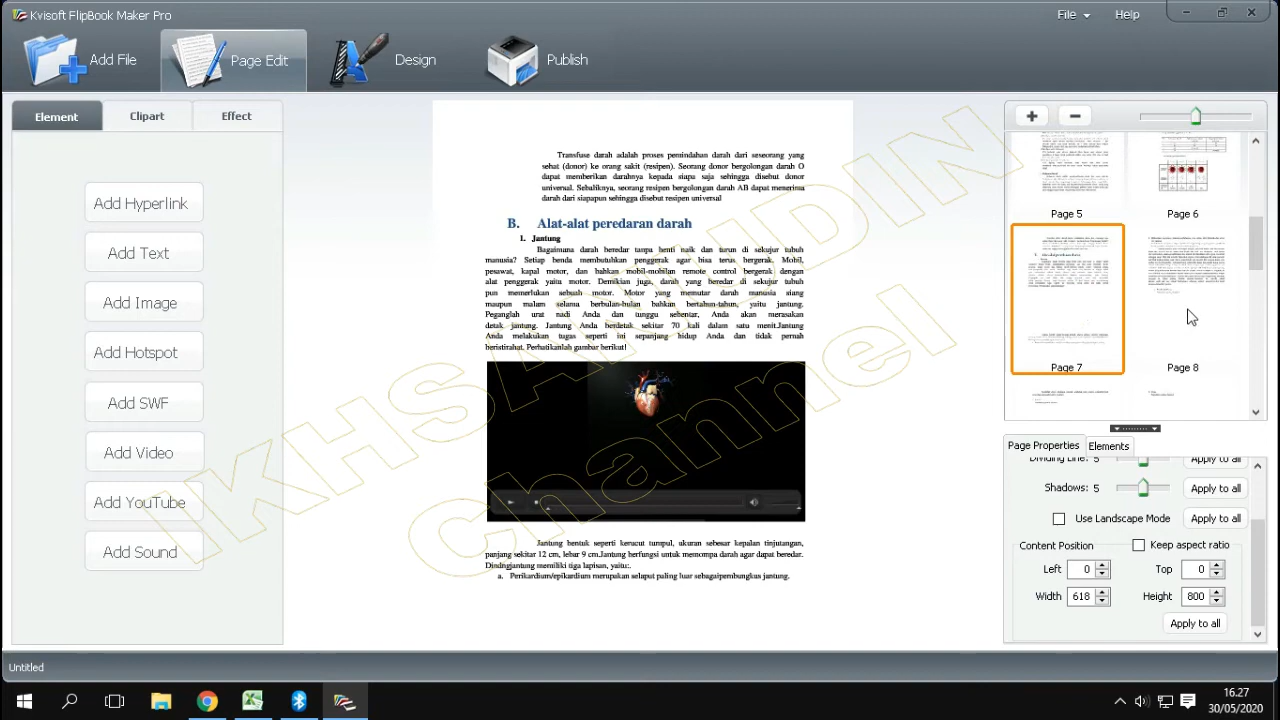 Kvisoft FlipBook Maker Pro
File
Help
Add File
Page Edit
Design
Publish
Element
Clipart
Effect
Add Hyperlink
Add Text
Add Image
Add Hotspot
Add SWF
Add Video
Add YouTube
Add Sound
Transfuse darah adalah proses pemindahan darah dari seseorang yang
sehat (donor) ke orang sakit (resipen). Seorang donor bergolongan darah O
dapat memberikan darahnya kepada siapa saja sehingga disebut donor
universal. Sebaliknya, seorang resipen bergolongan darah AB dapat menerima
darah dari siapapun sehingga disebut resipen universal
B. Alat-alat peredaran darah
1. Jantung
Bagaimana darah beredar tanpa henti naik dan turun di sekujur tubuh
manusia? Setiap benda membutuhkan penggerak agar bisa terus bergerak. Mobil,
pesawat, kapal motor, dan bahkan mobil-mobilan remote control bergerak dengan
alat penggerak yaitu motor. Demikian juga, darah yang beredar di sekujur tubuh
pun memerlukan sebuah motor. Motor yang memutar darah manusia siang
maupun malam selama berbulan-bulan bahkan bertahun-tahun, yaitu jantung.
Peganglah urat nadi Anda dan tunggu sebentar, Anda akan merasakan
detak jantung. Jantung Anda berdetak sekitar 70 kali dalam satu menit.Jantung
Anda melakukan tugas seperti ini sepanjang hidup Anda dan tidak pernah
beristirahat. Perhatikanlah gambar berikut!
Jantung bentuk seperti kerucut tumpul, ukuran sebesar kepalan tinjutangan,
panjang sekitar 12 cm, lebar 9 cm.Jantung berfungsi untuk memompa darah agar dapat beredar.
Dindngjantung memiliki tiga lapisan, yaitu:.
a. Perikardium/epikardium merupakan selaput paling luar sebagaipembungkus jantung.
Channel
Page 5
Page 6
Page 7
Page 8
Page Properties
Elements
Dividing Line: 5
Apply to all
Shadows: 5
Apply to all
Use Landscape Mode
Apply to all
Content Position
Keep aspect ratio
Left 0
Top 0
Width 618
Height 800
Apply to all
Untitled
16.27
30/05/2020